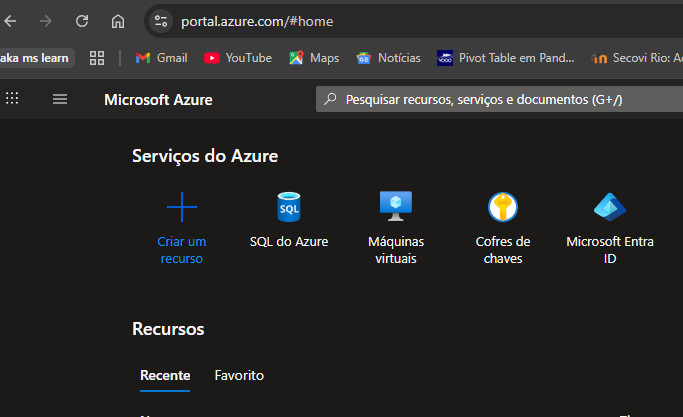 portal.azure.com/#home
aka ms learn
Gmail
YouTube
Maps
Notícias
Pivot Table em Pand...
Secovi Rio:
Microsoft Azure
Pesquisar recursos, serviços e documentos (G+/)
Serviços do Azure
SQL
Criar um
recurso
SQL do Azure
Máquinas
virtuais
Cofres de
chaves
Microsoft Entra
ID
Recursos
Recente
Favorito